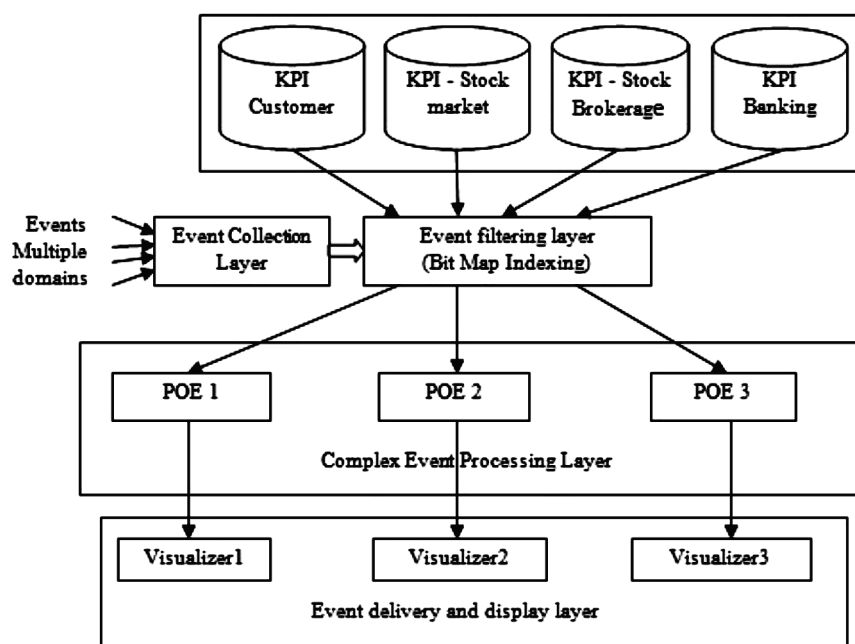 KPI
Customer
KPI - Stock
market
KPI - Stock
Brokerage
KPI
Banking
Events
Multiple
domains
Event Collection
Layer
Event filtering layer
(Bit Map Indexing)
POE 1
POE 2
POE 3
Complex Event Processing Layer
Visualizer1
Visualizer2
Visualizer3
Event delivery and display layer